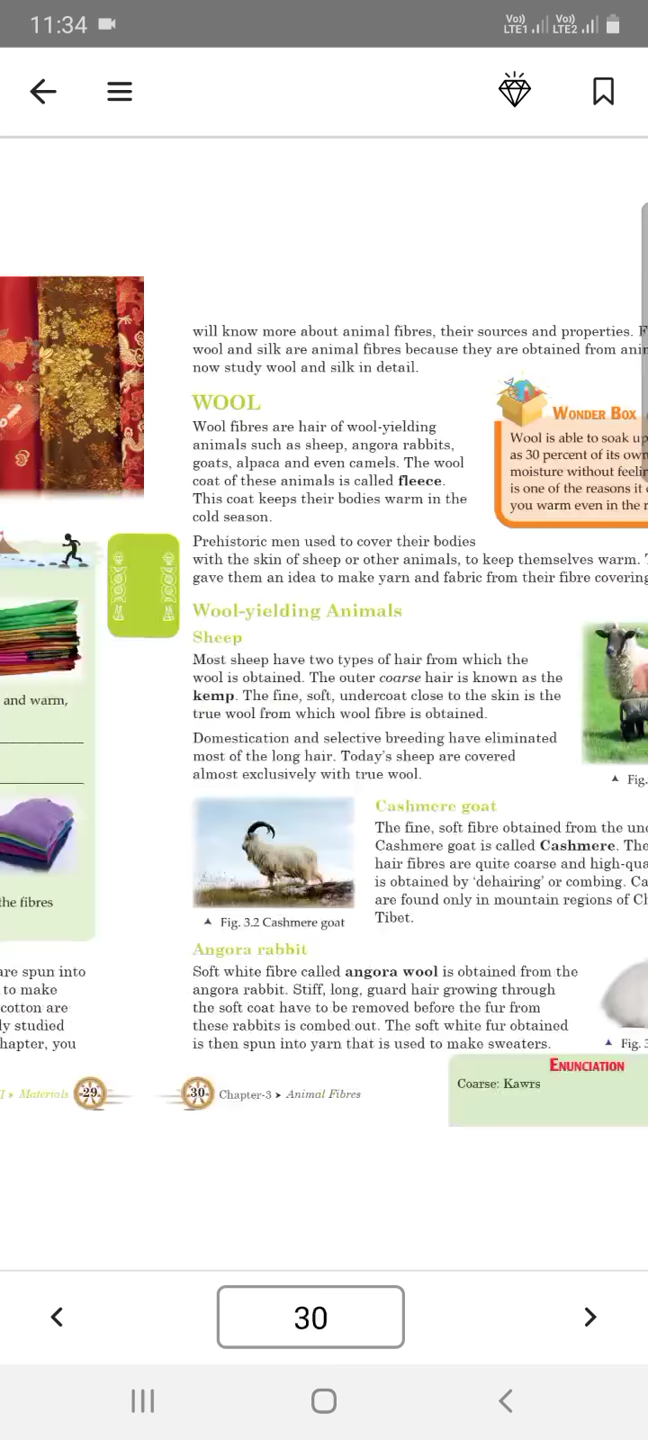 11:34
Vo)) LTE1 Vo)) LTE2
will know more about animal fibres, their sources and properties.
wool and silk are animal fibres because they are obtained from
now study wool and silk in detail.
WOOL
Wool fibres are hair of wool-yielding
animals such as sheep, angora rabbits,
goats, alpaca and even camels. The wool
coat of these animals is called fleece.
This coat keeps their bodies warm in the
cold season.
WONDER BOX
Wool is able to soak
as 30 percent of its own
moisture without
is one of the reasons it
you warm even in the
Prehistoric men used to cover their bodies
with the skin of sheep or other animals, to keep themselves warm.
gave them an idea to make yarn and fabric from their fibre covering
Wool-yielding Animals
Sheep
Most sheep have two types of hair from which the
wool is obtained. The outer coarse hair is known as the
kemp. The fine, soft, undercoat close to the skin is the
true wool from which wool fibre is obtained.
Domestication and selective breeding have eliminated
most of the long hair. Today's sheep are covered
almost exclusively with true wool.
▲ Fig.
Cashmere goat
The fine, soft fibre obtained from the
Cashmere goat is called Cashmere.
hair fibres are quite coarse and
is obtained by 'dehairing' or combing.
are found only in mountain regions of
Tibet.
▲ Fig. 3.2 Cashmere goat
Angora rabbit
Soft white fibre called angora wool is obtained from the
angora rabbit. Stiff, long, guard hair growing through
the soft coat have to be removed before the fur from
these rabbits is combed out. The soft white fur obtained
is then spun into yarn that is used to make sweaters.
▲ Fig. 3
ENUNCIATION
Coarse: Kawrs
30 Chapter-3 ➤ Animal Fibres
and warm,
the fibres
are spun into
to make
cotton are
studied
you
➤ Materials 29
30